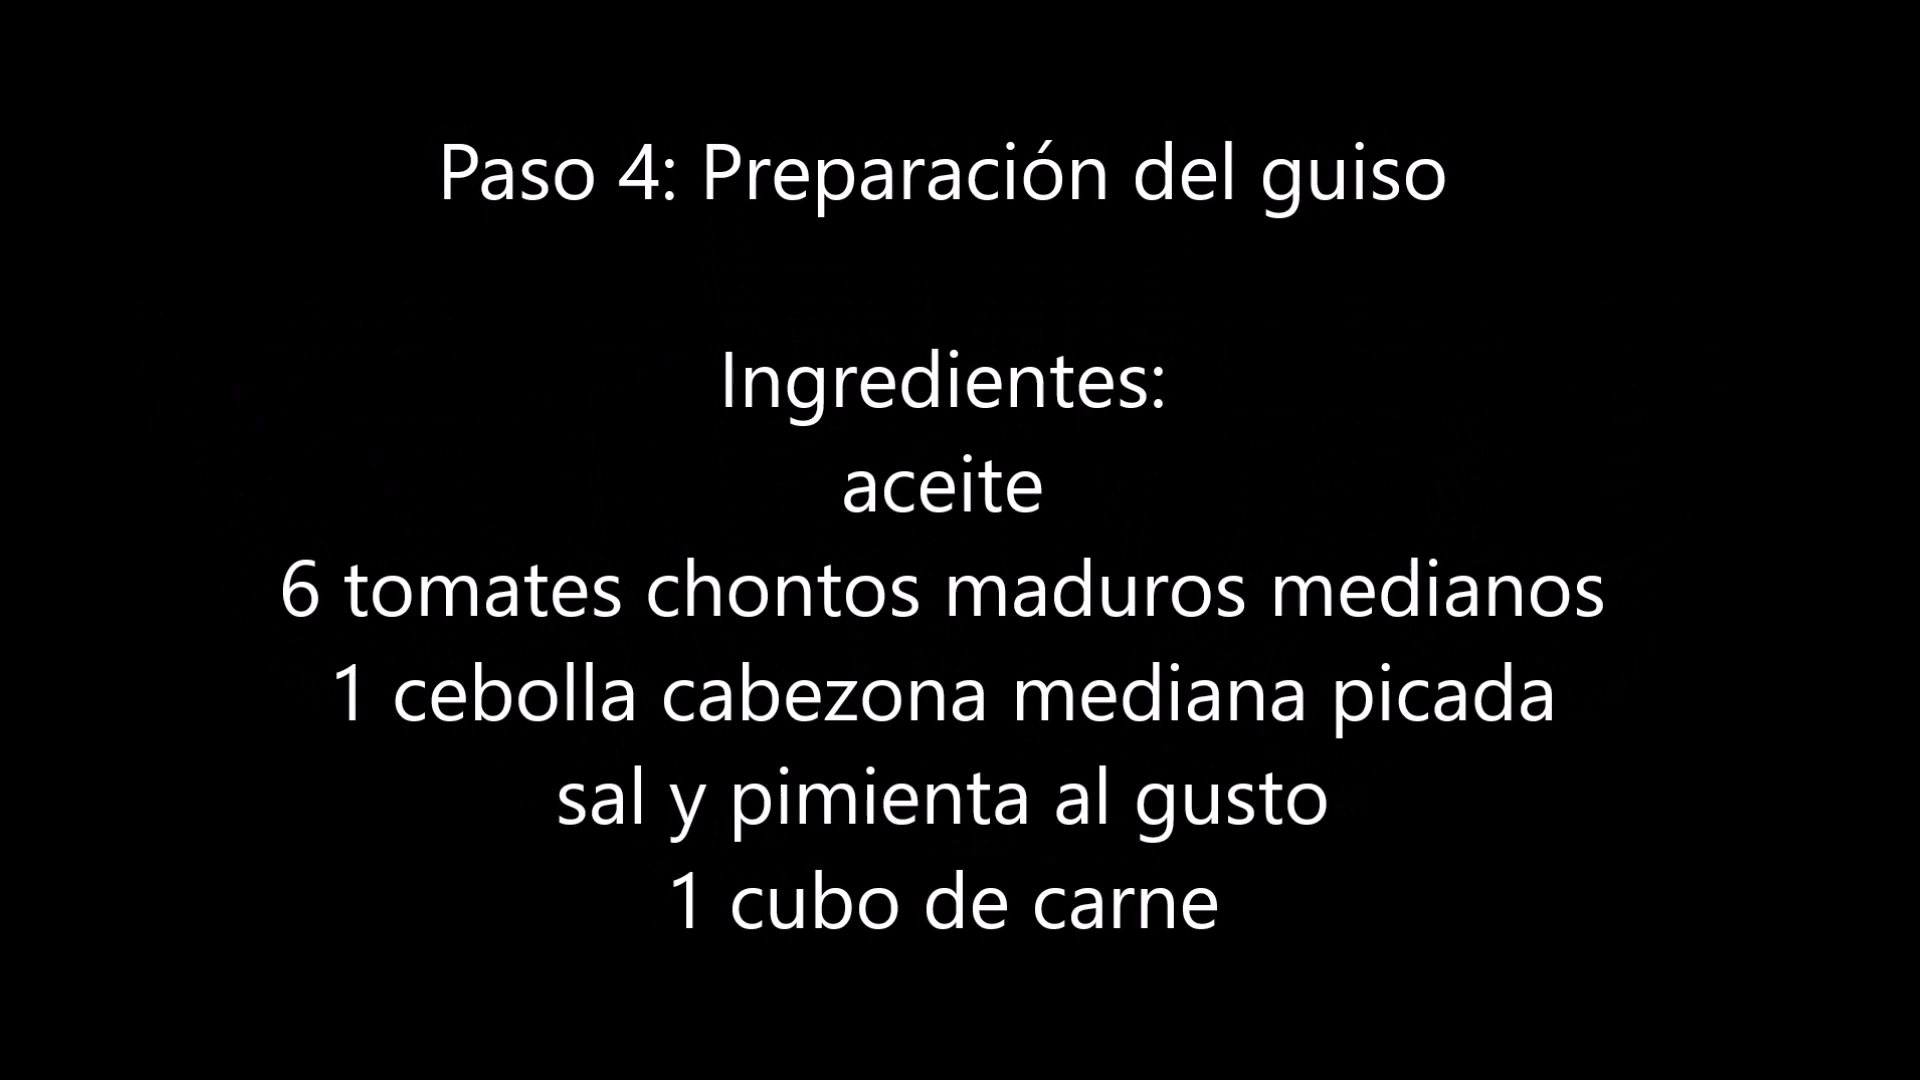 Paso 4: Preparación del guiso
Ingredientes:
aceite
6 tomates chontos maduros medianos
1 cebolla cabezona mediana picada
sal y pimienta al gusto
1 cubo de carne